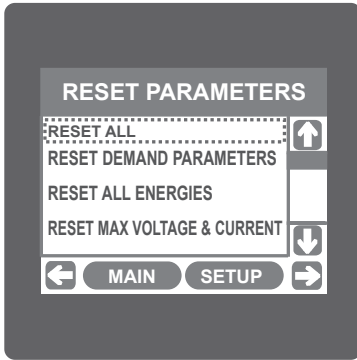 RESET PARAMETERS
RESET ALL
RESET DEMAND PARAMETERS
RESET ALL ENERGIES
RESET MAX VOLTAGE & CURRENT
MAIN SETUP